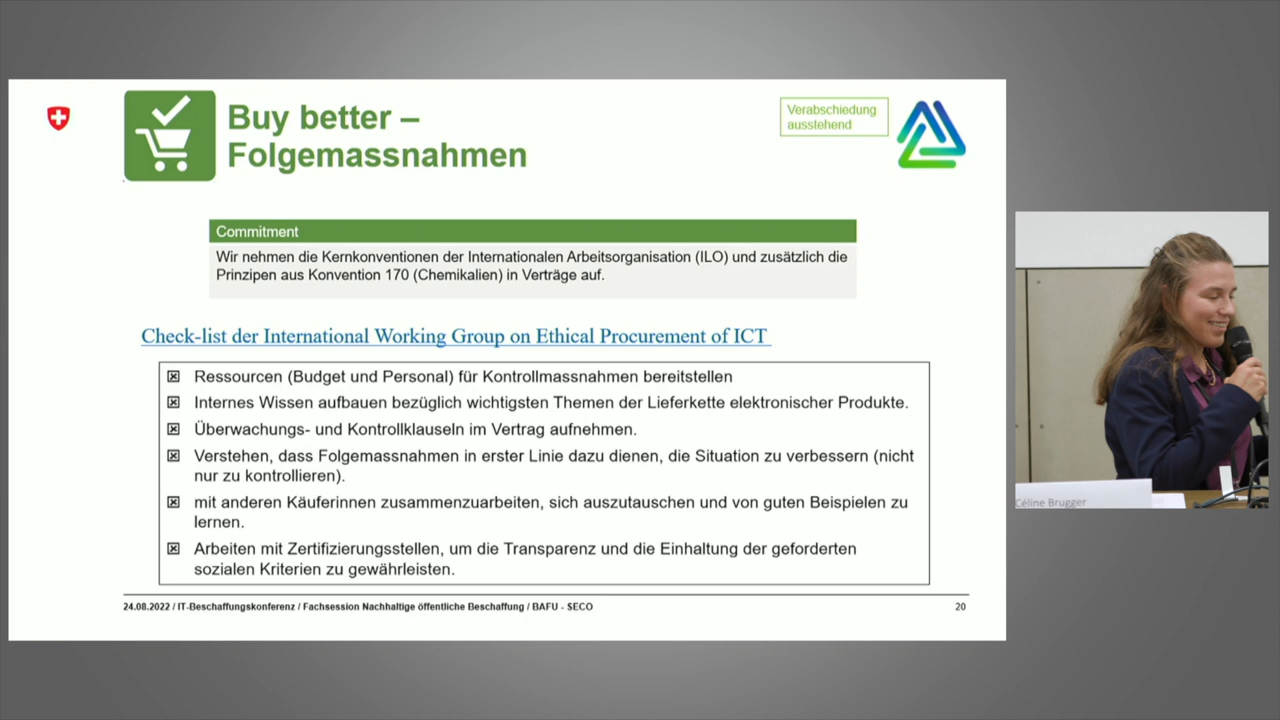 Buy better –
Folgemassnahmen
Verabschiedung
ausstehend
Commitment
Wir nehmen die Kernkonventionen der Internationalen Arbeitsorganisation (ILO) und zusätzlich die
Prinzipen aus Konvention 170 (Chemikalien) in Verträge auf.
Check-list der International Working Group on Ethical Procurement of ICT
Ressourcen (Budget und Personal) für Kontrollmassnahmen bereitstellen
Internes Wissen aufbauen bezüglich wichtigsten Themen der Lieferkette elektronischer Produkte.
Überwachungs- und Kontrollklauseln im Vertrag aufnehmen.
Verstehen, dass Folgemassnahmen in erster Linie dazu dienen, die Situation zu verbessern (nicht
nur zu kontrollieren).
mit anderen Käuferinnen zusammenzuarbeiten, sich auszutauschen und von guten Beispielen zu
lernen.
Arbeiten mit Zertifizierungsstellen, um die Transparenz und die Einhaltung der geforderten
sozialen Kriterien zu gewährleisten.
24.08.2022 / IT-Beschaffungskonferenz / Fachsession Nachhaltige öffentliche Beschaffung / BAFU - SECO
20
Céline Brugger